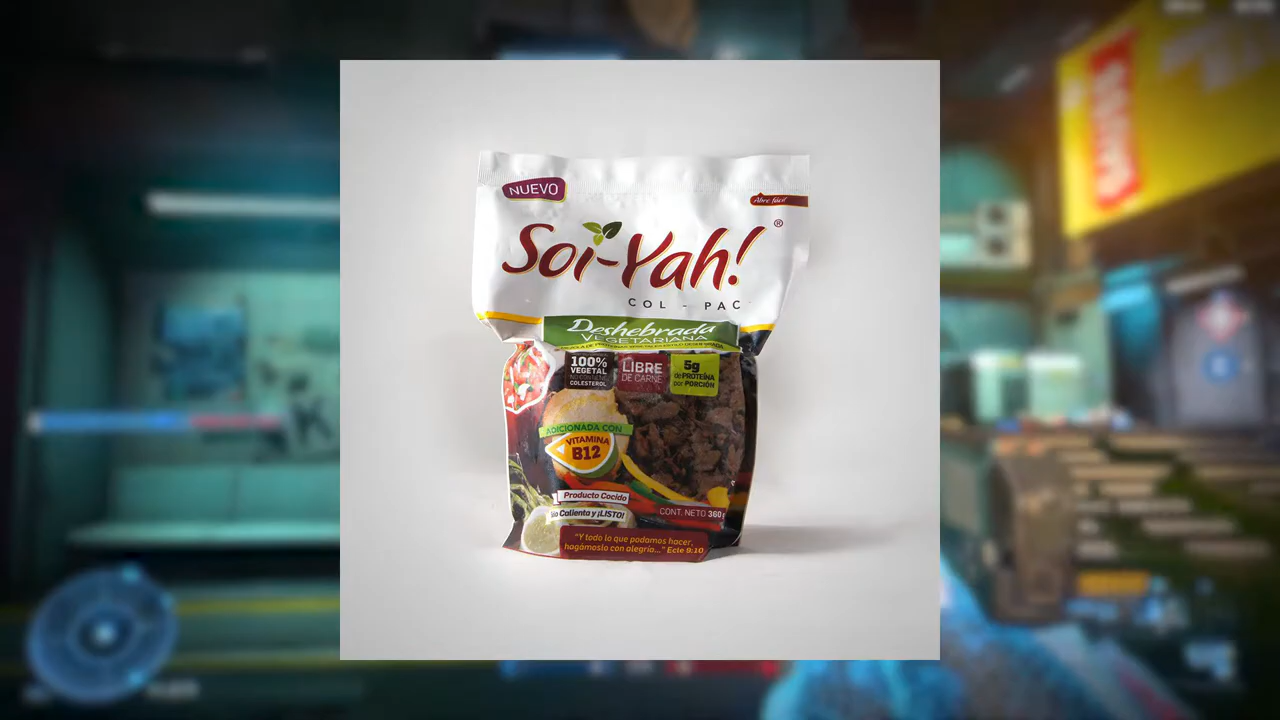 NUEVO
Abre fácil
Soi-Yah!®
COL - PAC
Deshebrada
VEGETARIANA
100%
VEGETAL
COLESTEROL
LIBRE
DE CARNE
5g
de PROTEÍNA
por PORCIÓN
ADICIONADA CON
VITAMINA
B12
Producto Cocido
Calienta y ¡LISTO!
CONT. NETO 360g
"Y todo lo que podamos hacer,
hagámoslo con alegría..." Ecle 9:10